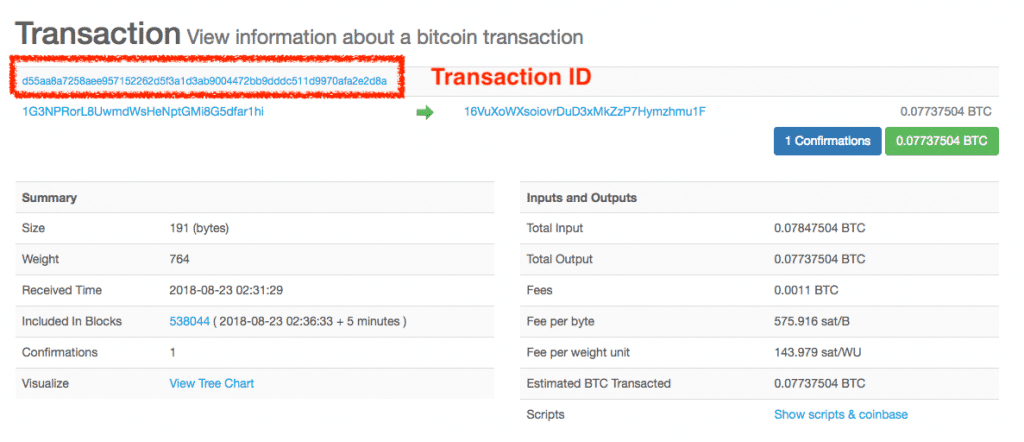 Transaction View information about a bitcoin transaction
d55aa8a7258aee957152262d5f3a1d3ab9004472bb9dddc511d9970afa2e2d8a Transaction ID
1G3NPRorL8UwmdWsHeNptGMi8G5dfar1hi 16VuXoWXsoiovrDuD3xMkZzP7Hymzhmu1F 0.07737504 BTC
1 Confirmations 0.07737504 BTC
Summary
Size 191 (bytes)
Weight 764
Received Time 2018-08-23 02:31:29
Included In Blocks 538044 ( 2018-08-23 02:36:33 + 5 minutes )
Confirmations 1
Visualize View Tree Chart
Inputs and Outputs
Total Input 0.07847504 BTC
Total Output 0.07737504 BTC
Fees 0.0011 BTC
Fee per byte 575.916 sat/B
Fee per weight unit 143.979 sat/WU
Estimated BTC Transacted 0.07737504 BTC
Scripts Show scripts & coinbase